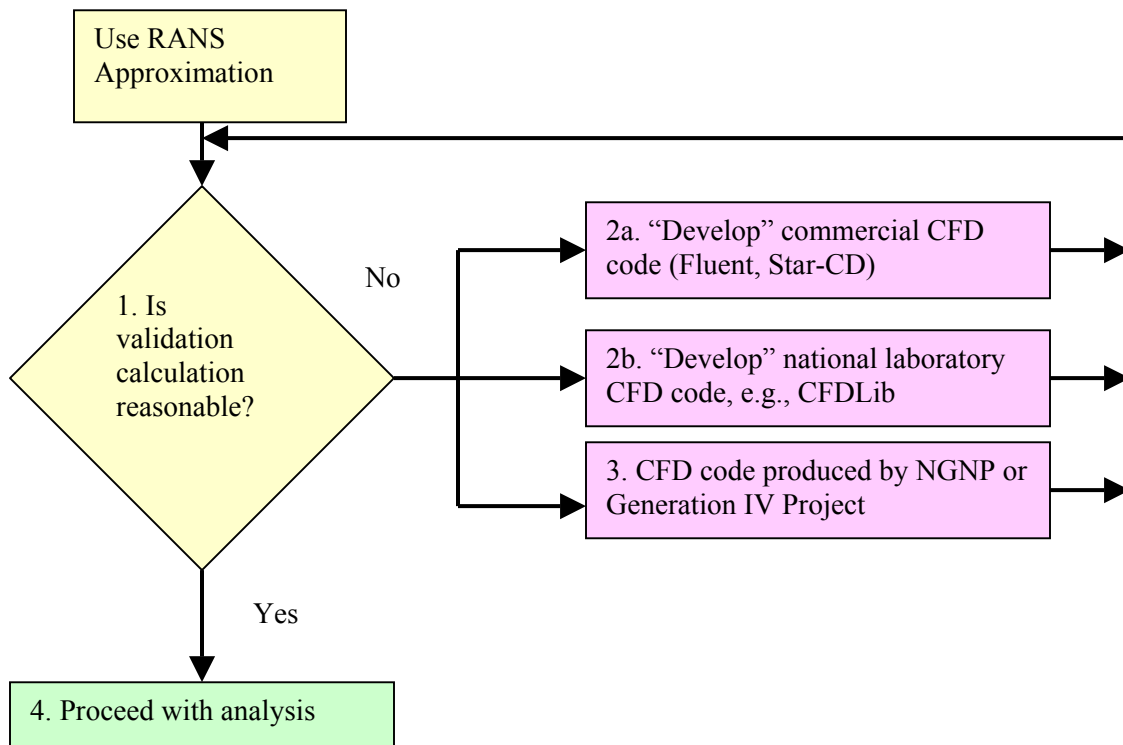 Use RANS
Approximation
No
2a. “Develop” commercial CFD
code (Fluent, Star-CD)
1. Is
validation
calculation
reasonable?
2b. “Develop” national laboratory
CFD code, e.g., CFDLib
3. CFD code produced by NGNP or
Generation IV Project
Yes
4. Proceed with analysis